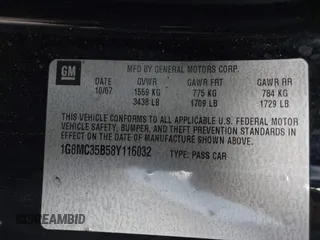 GM
MFD BY GENERAL MOTORS CORP.
DATE GVWR GAWR FRT GAWR RR
10/07 1559 KG 775 KG 784 KG
3438 LB 1709 LB 1729 LB
THIS VEHICLE CONFORMS TO ALL APPLICABLE U.S. FEDERAL MOTOR
VEHICLE SAFETY, BUMPER, AND THEFT PREVENTION STANDARDS IN
EFFECT ON THE DATE OF MANUFACTURE SHOWN ABOVE.
1G8MC35B58Y116032 TYPE: PASS CAR
CREAMBID